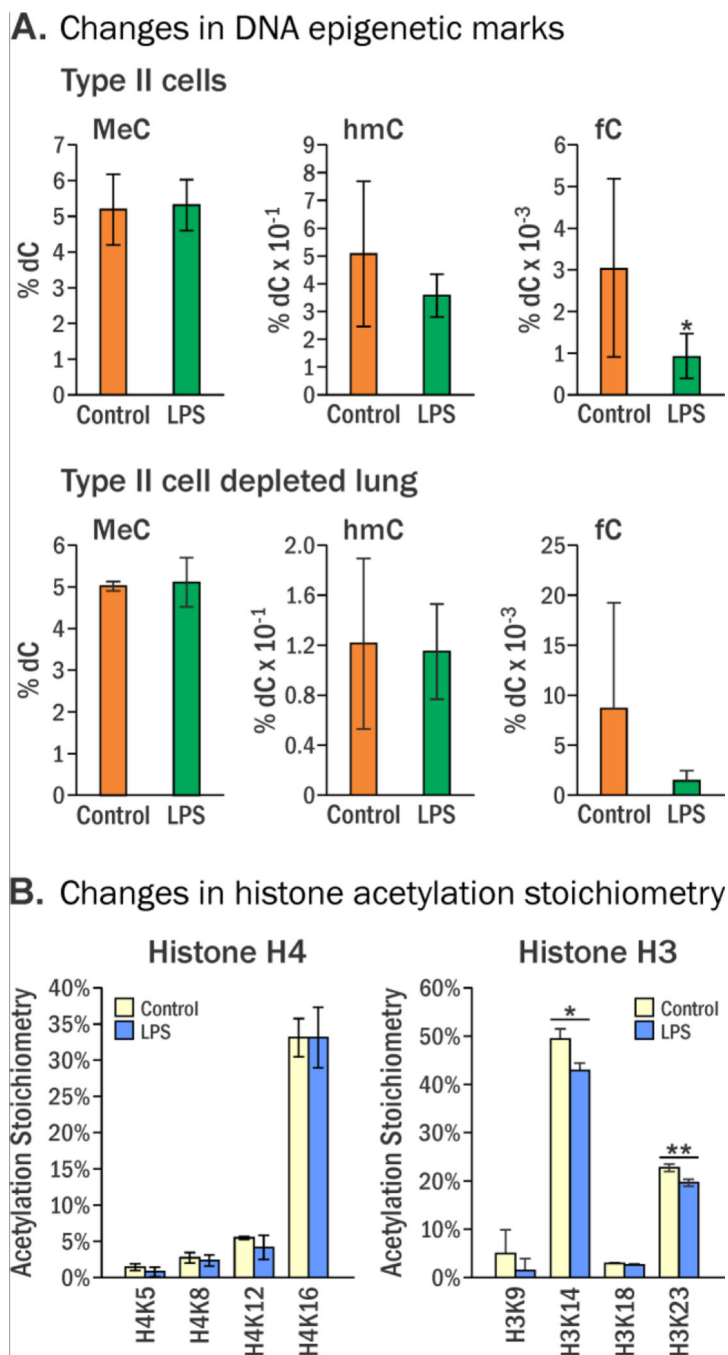 A. Changes in DNA epigenetic marks
Type II cells
MeC
% dC
7
6
5
4
3
2
1
0
Control LPS
hmC
% dC x 10⁻¹
9
8
7
6
5
4
3
2
1
0
Control LPS
fC
% dC x 10⁻³
6
5
4
3
2
1
0
*
Control LPS
Type II cell depleted lung
MeC
% dC
6
5
4
3
2
1
0
Control LPS
hmC
% dC x 10⁻¹
2.0
1.6
1.2
0.8
0.4
0
Control LPS
fC
% dC x 10⁻³
25
20
15
10
5
0
Control LPS
B. Changes in histone acetylation stoichiometry
Histone H4
Acetylation Stoichiometry
40%
35%
30%
25%
20%
15%
10%
5%
0%
Control
LPS
H4K5
H4K8
H4K12
H4K16
Histone H3
Acetylation Stoichiometry
60%
50%
40%
30%
20%
10%
0%
Control
LPS
*
**
H3K9
H3K14
H3K18
H3K23